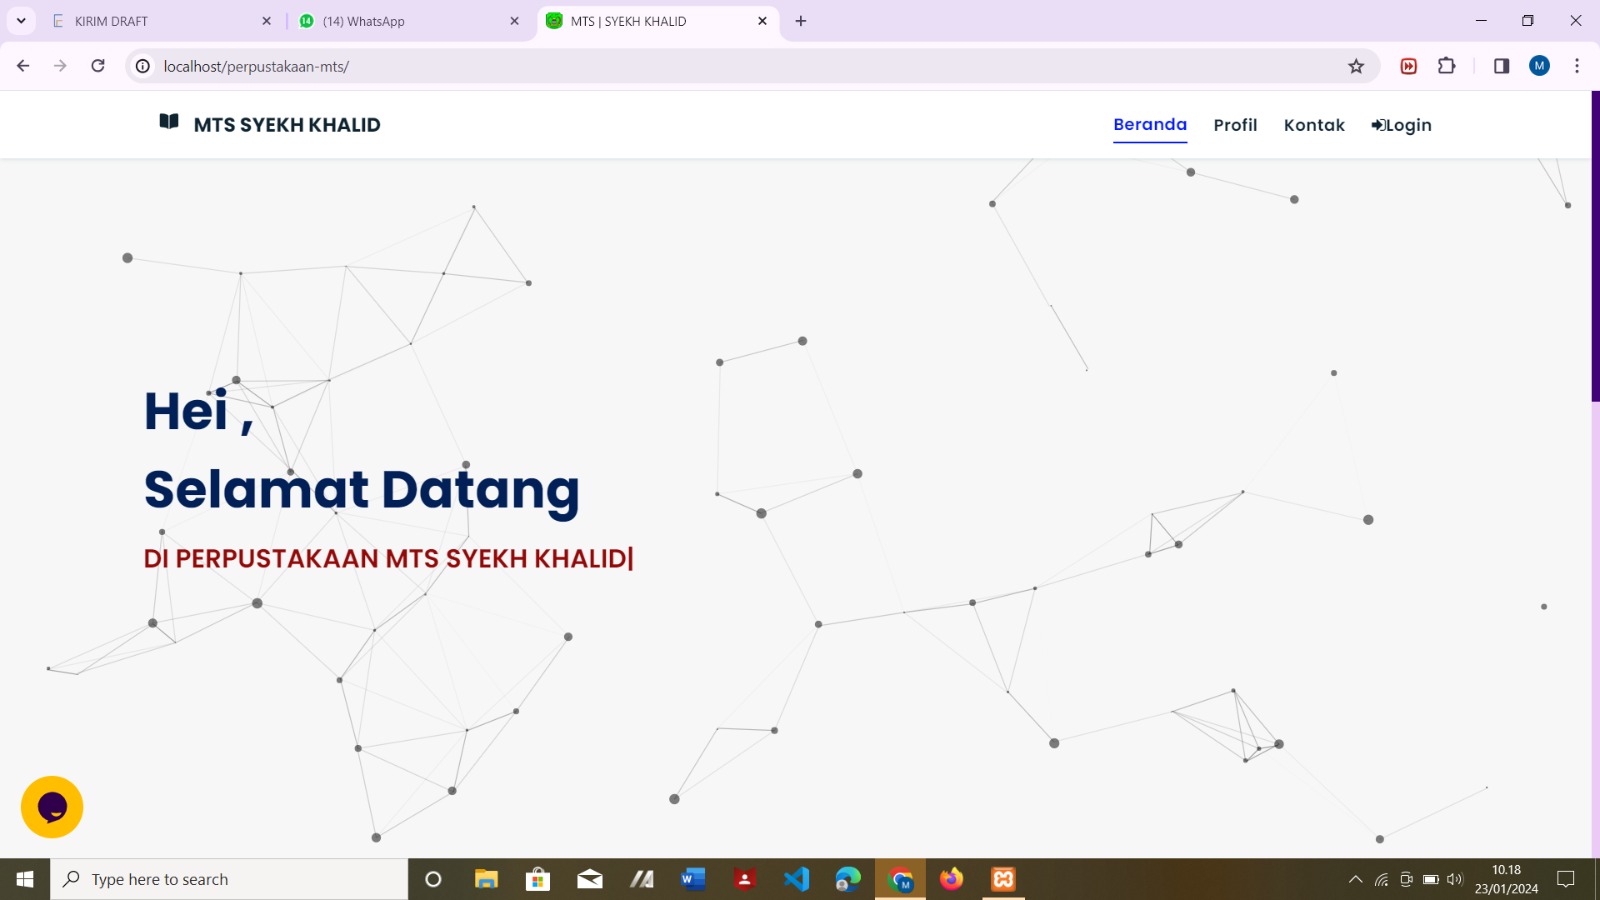 KIRIM DRAFT
14
(14) WhatsApp
MTS | SYEKH KHALID
localhost/perpustakaan-mts/
M
MTS SYEKH KHALID
Beranda
Profil
Kontak
Login
Hei ,
Selamat Datang
DI PERPUSTAKAAN MTS SYEKH KHALID|
Type here to search
W
M
10.18
23/01/2024